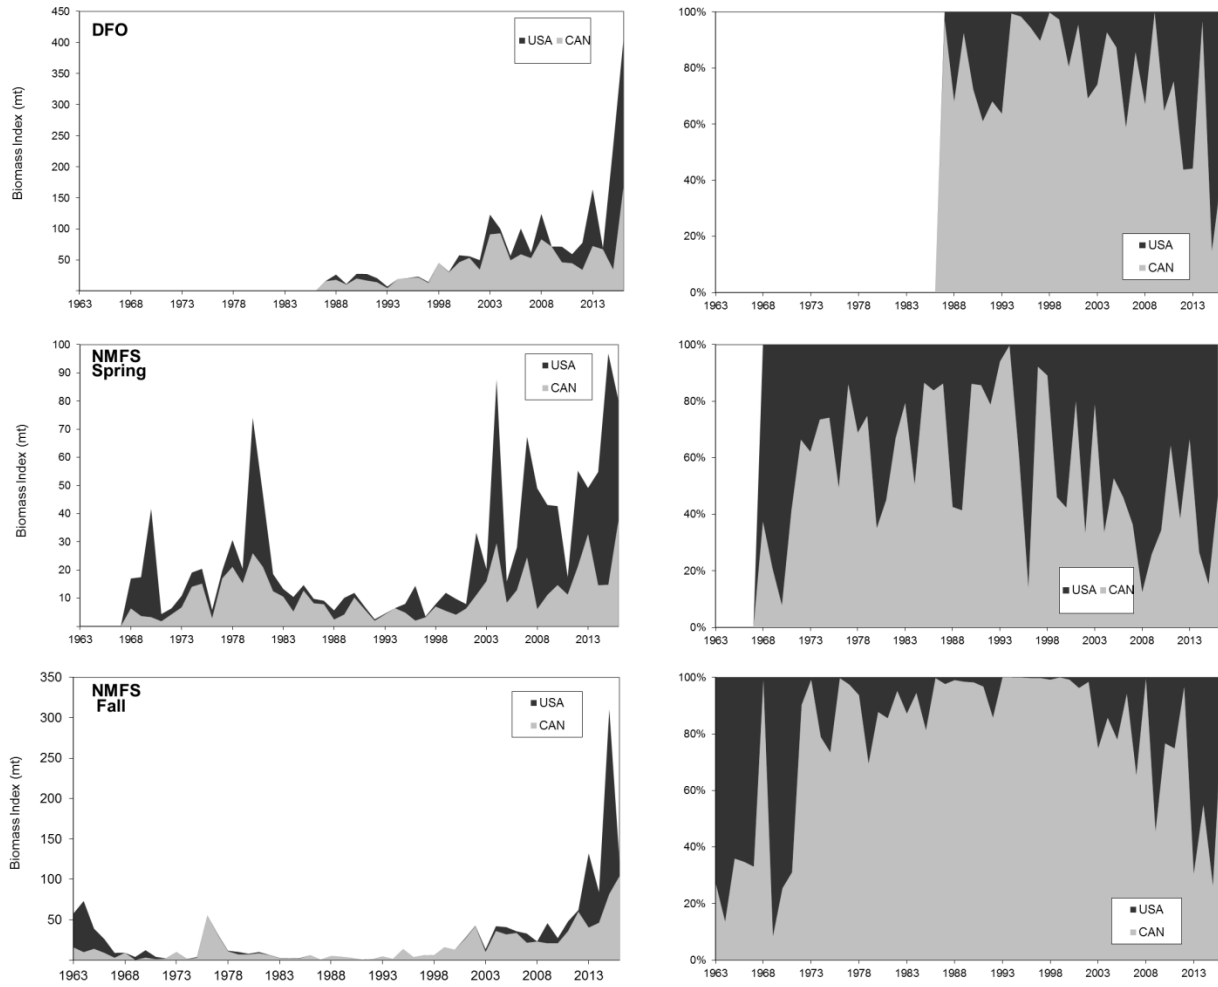 DFO
USA CAN
Biomass Index (mt)
450
400
350
300
250
200
150
100
50
1963 1968 1973 1978 1983 1988 1993 1998 2003 2008 2013
100%
80%
60%
40%
20%
0%
USA
CAN
1963 1968 1973 1978 1983 1988 1993 1998 2003 2008 2013
NMFS
Spring
USA
CAN
Biomass Index (mt)
100
90
80
70
60
50
40
30
20
10
1963 1968 1973 1978 1983 1988 1993 1998 2003 2008 2013
100%
80%
60%
40%
20%
0%
USA CAN
1963 1968 1973 1978 1983 1988 1993 1998 2003 2008 2013
NMFS
Fall
USA
CAN
Biomass Index (mt)
350
300
250
200
150
100
50
1963 1968 1973 1978 1983 1988 1993 1998 2003 2008 2013
100%
80%
60%
40%
20%
0%
USA
CAN
1963 1968 1973 1978 1983 1988 1993 1998 2003 2008 2013